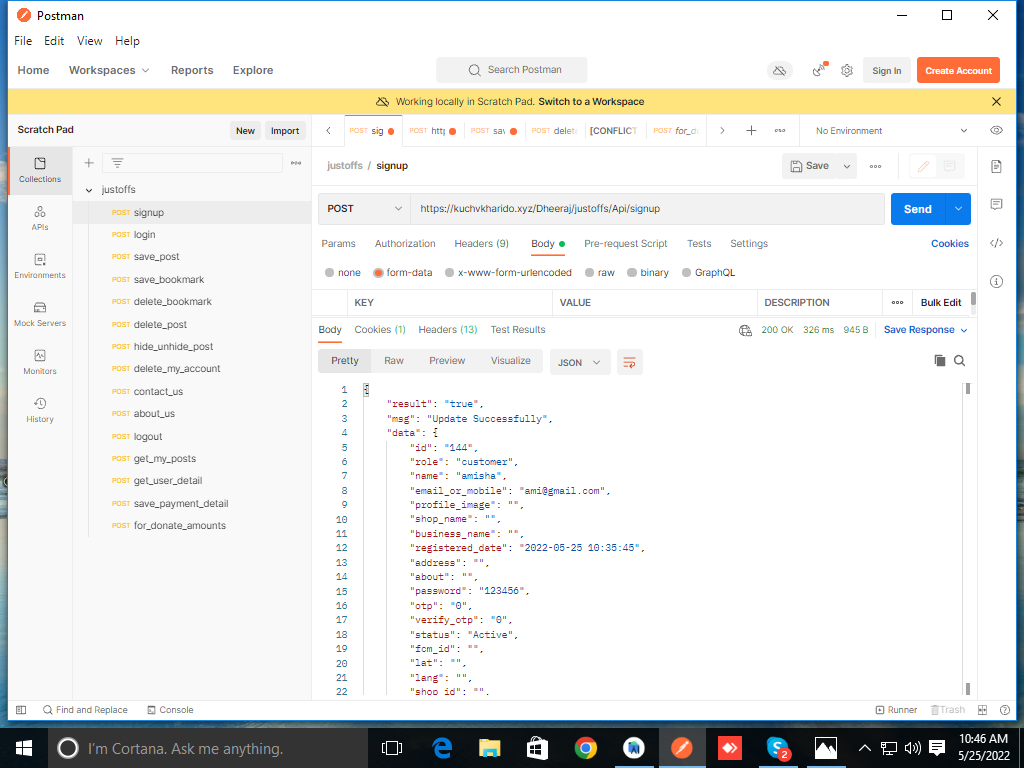 Postman
File Edit View Help
Home Workspaces Reports Explore Search Postman Sign In Create Account
Working locally in Scratch Pad. Switch to a Workspace
Scratch Pad New Import POST sig POST http POST sav POST delet [CONFLICT POST for_d No Environment
Collections
APIs
Environments
Mock Servers
Monitors
History
justoffs
POST signup
POST login
POST save_post
POST save_bookmark
POST delete_bookmark
POST delete_post
POST hide_unhide_post
POST delete_my_account
POST contact_us
POST about_us
POST logout
POST get_my_posts
POST get_user_detail
POST save_payment_detail
POST for_donate_amounts
justoffs / signup Save
POST https://kuchvkharido.xyz/Dheeraj/justoffs/Api/signup Send
Params Authorization Headers (9) Body Pre-request Script Tests Settings Cookies
none form-data x-www-form-urlencoded raw binary GraphQL
KEY VALUE DESCRIPTION Bulk Edit
Body Cookies (1) Headers (13) Test Results 200 OK 326 ms 945 B Save Response
Pretty Raw Preview Visualize JSON
1 {
2 "result": "true",
3 "msg": "Update Successfully",
4 "data": {
5 "id": "144",
6 "role": "customer",
7 "name": "amisha",
8 "email_or_mobile": "ami@gmail.com",
9 "profile_image": "",
10 "shop_name": "",
11 "business_name": "",
12 "registered_date": "2022-05-25 10:35:45",
13 "address": "",
14 "about": "",
15 "password": "123456",
16 "otp": "0",
17 "verify_otp": "0",
18 "status": "Active",
19 "fcm_id": "",
20 "lat": "",
21 "lang": "",
22 "shop_id": "",
Find and Replace Console Runner Trash
I'm Cortana. Ask me anything. 2 10:46 AM
5/25/2022